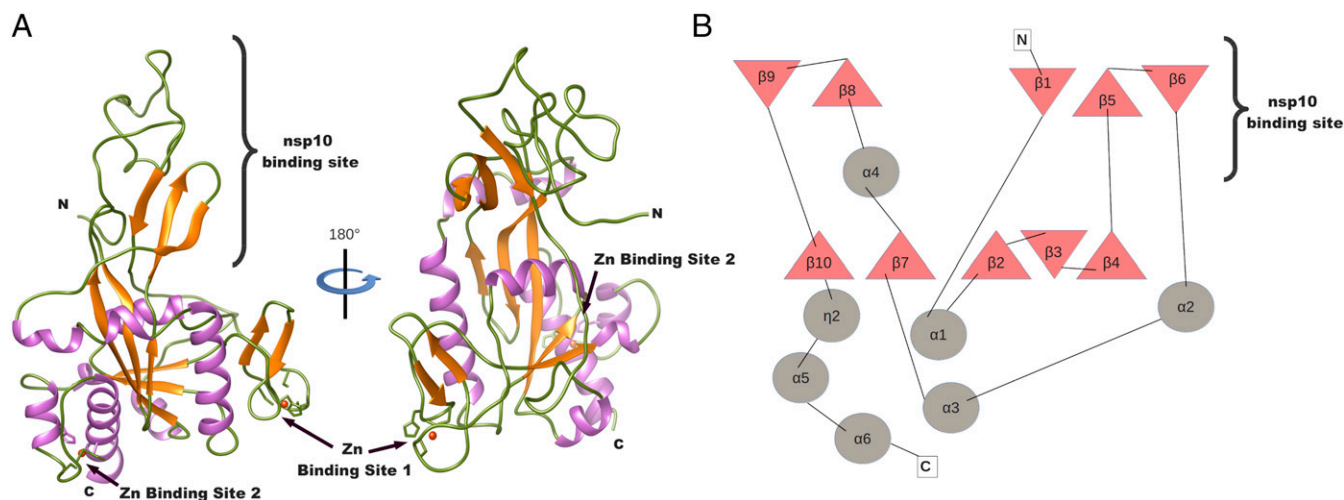 A
nsp10
binding site
N
180°
N
Zn Binding Site 2
Zn
Binding Site 1
C
Zn Binding Site 2
C
B
N
β9
β8
β1
β5
β6
nsp10
binding site
α4
β10
β7
β2
β3
β4
η2
α1
α2
α5
α3
α6
C